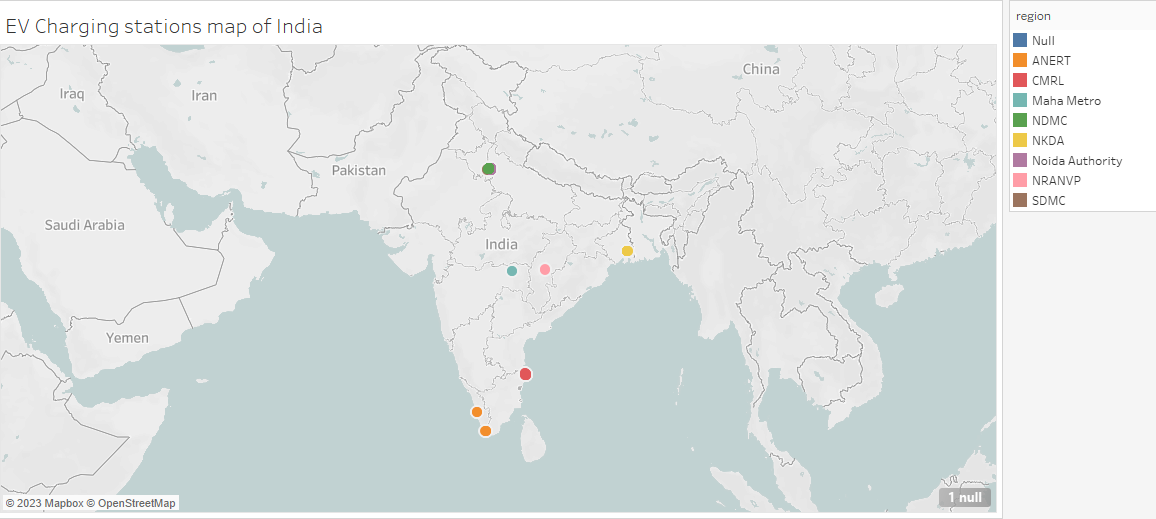 EV Charging stations map of India
region
Null
ANERT
CMRL
Maha Metro
NDMC
NKDA
Noida Authority
NRANVP
SDMC
China
Iraq
Iran
Pakistan
Saudi Arabia
India
Yemen
© 2023 Mapbox © OpenStreetMap
1 null